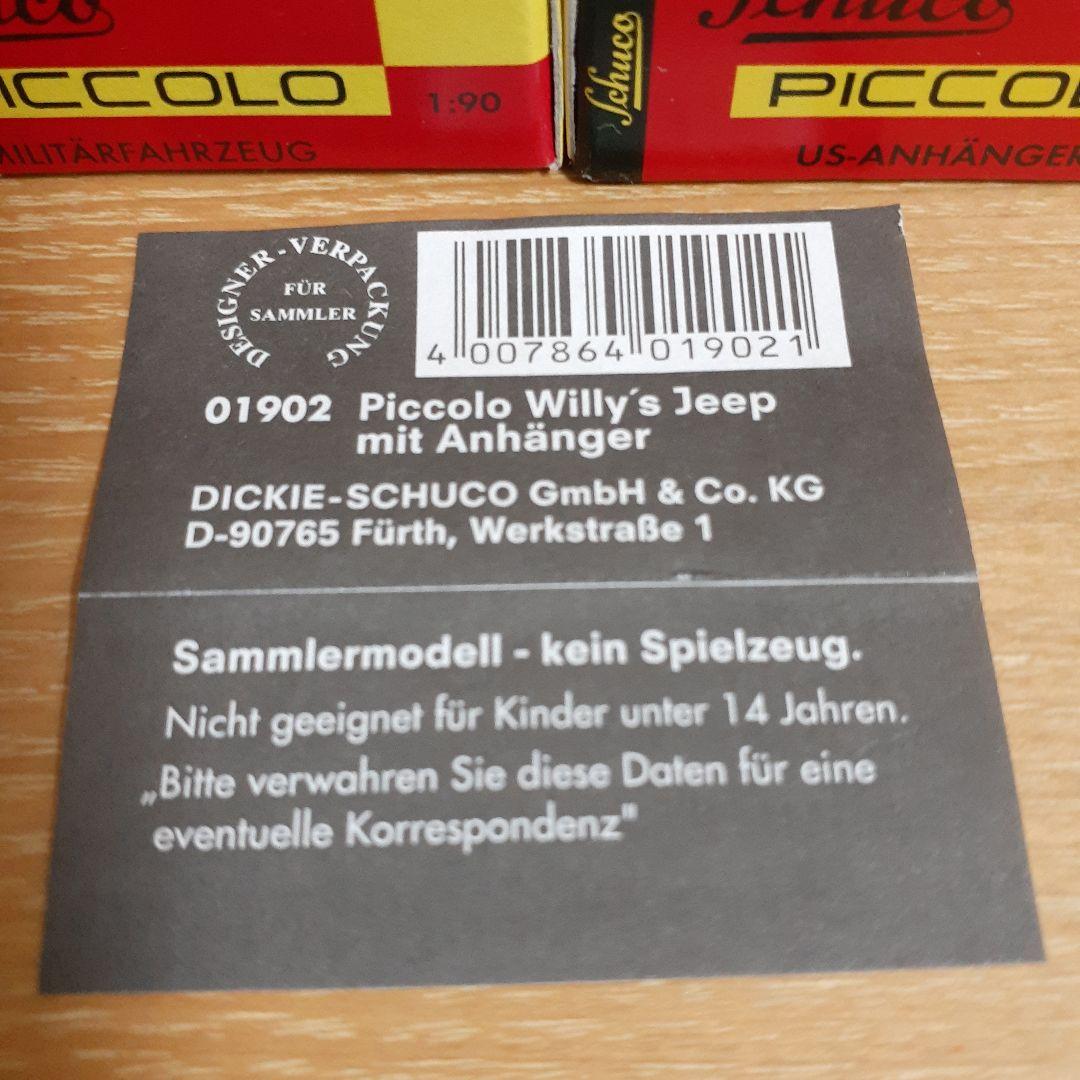 Schuco
PICCOLO
1:90
MILITÄRFAHRZEUG
Schuco
Schuco
PICCOL
US-ANHÄNGER
DESIGNER-VERPACKUNG
FÜR
SAMMLER
4 007864 019021
01902 Piccolo Willy´s Jeep
mit Anhänger
DICKIE-SCHUCO GmbH & Co. KG
D-90765 Fürth, Werkstraße 1
Sammlermodell - kein Spielzeug.
Nicht geeignet für Kinder unter 14 Jahren.
„Bitte verwahren Sie diese Daten für eine
eventuelle Korrespondenz"